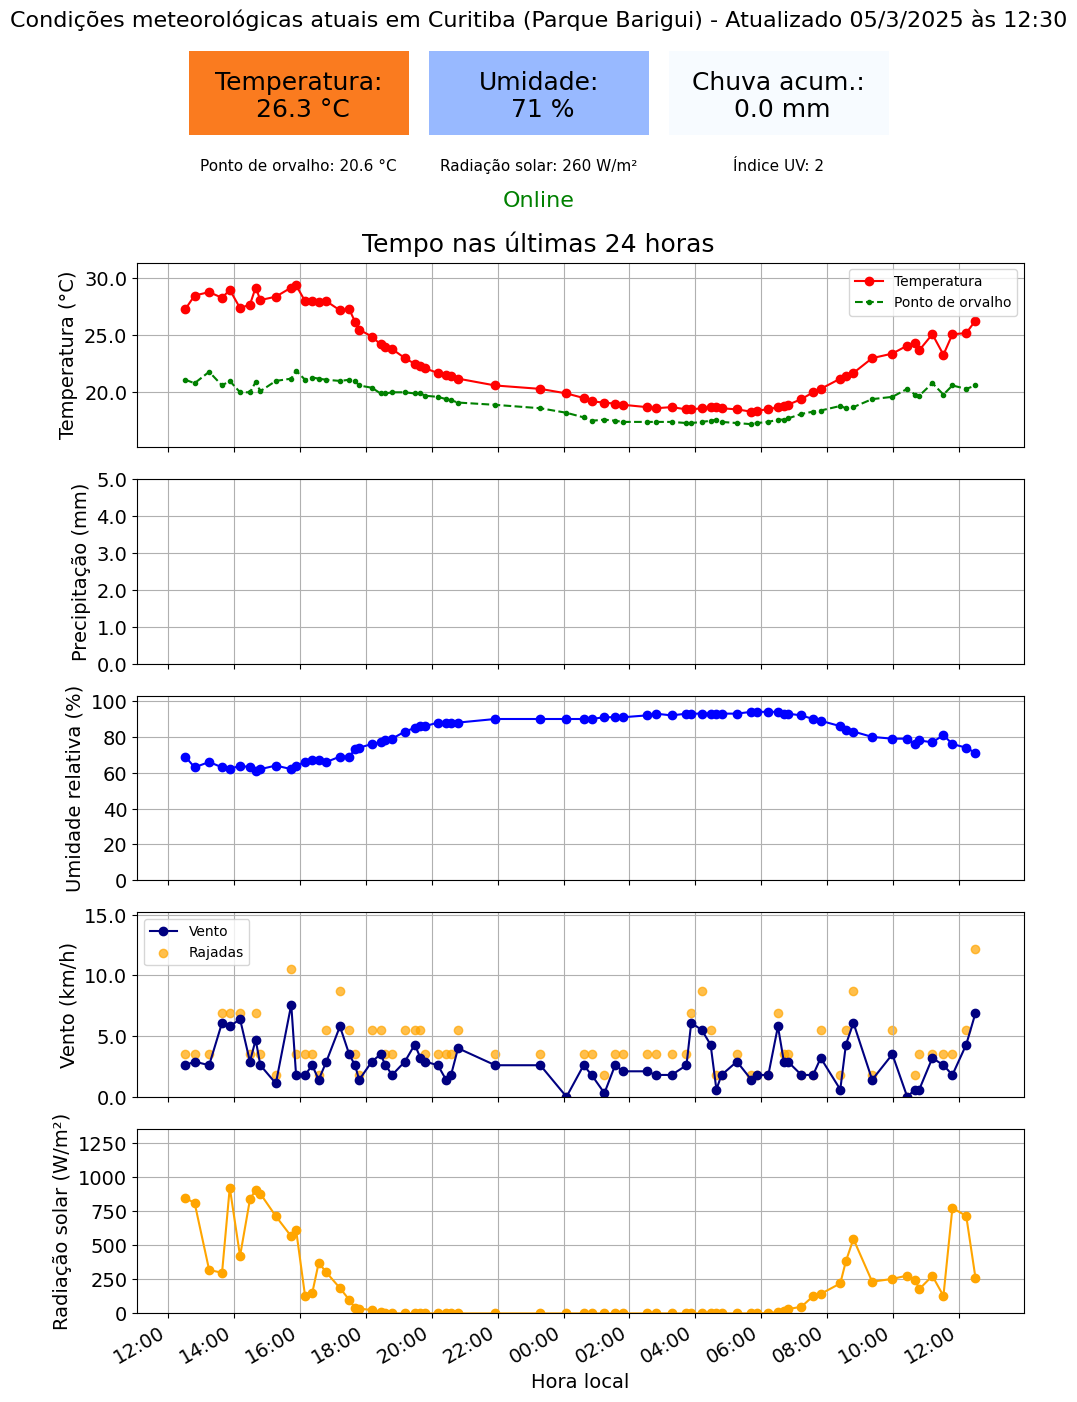 Condições meteorológicas atuais em Curitiba (Parque Barigui) - Atualizado 05/3/2025 às 12:30
Temperatura:
26.3 °C
Umidade:
71 %
Chuva acum.:
0.0 mm
Ponto de orvalho: 20.6 °C
Radiação solar: 260 W/m²
Índice UV: 2
Online
Tempo nas últimas 24 horas
Temperatura (°C)
30.0
25.0
20.0
Temperatura
Ponto de orvalho
Precipitação (mm)
5.0
4.0
3.0
2.0
1.0
0.0
Umidade relativa (%)
100
80
60
40
20
0
Vento (km/h)
15.0
10.0
5.0
0.0
Vento
Rajadas
Radiação solar (W/m²)
1250
1000
750
500
250
0
12:00
14:00
16:00
18:00
20:00
22:00
00:00
02:00
04:00
06:00
08:00
10:00
12:00
Hora local